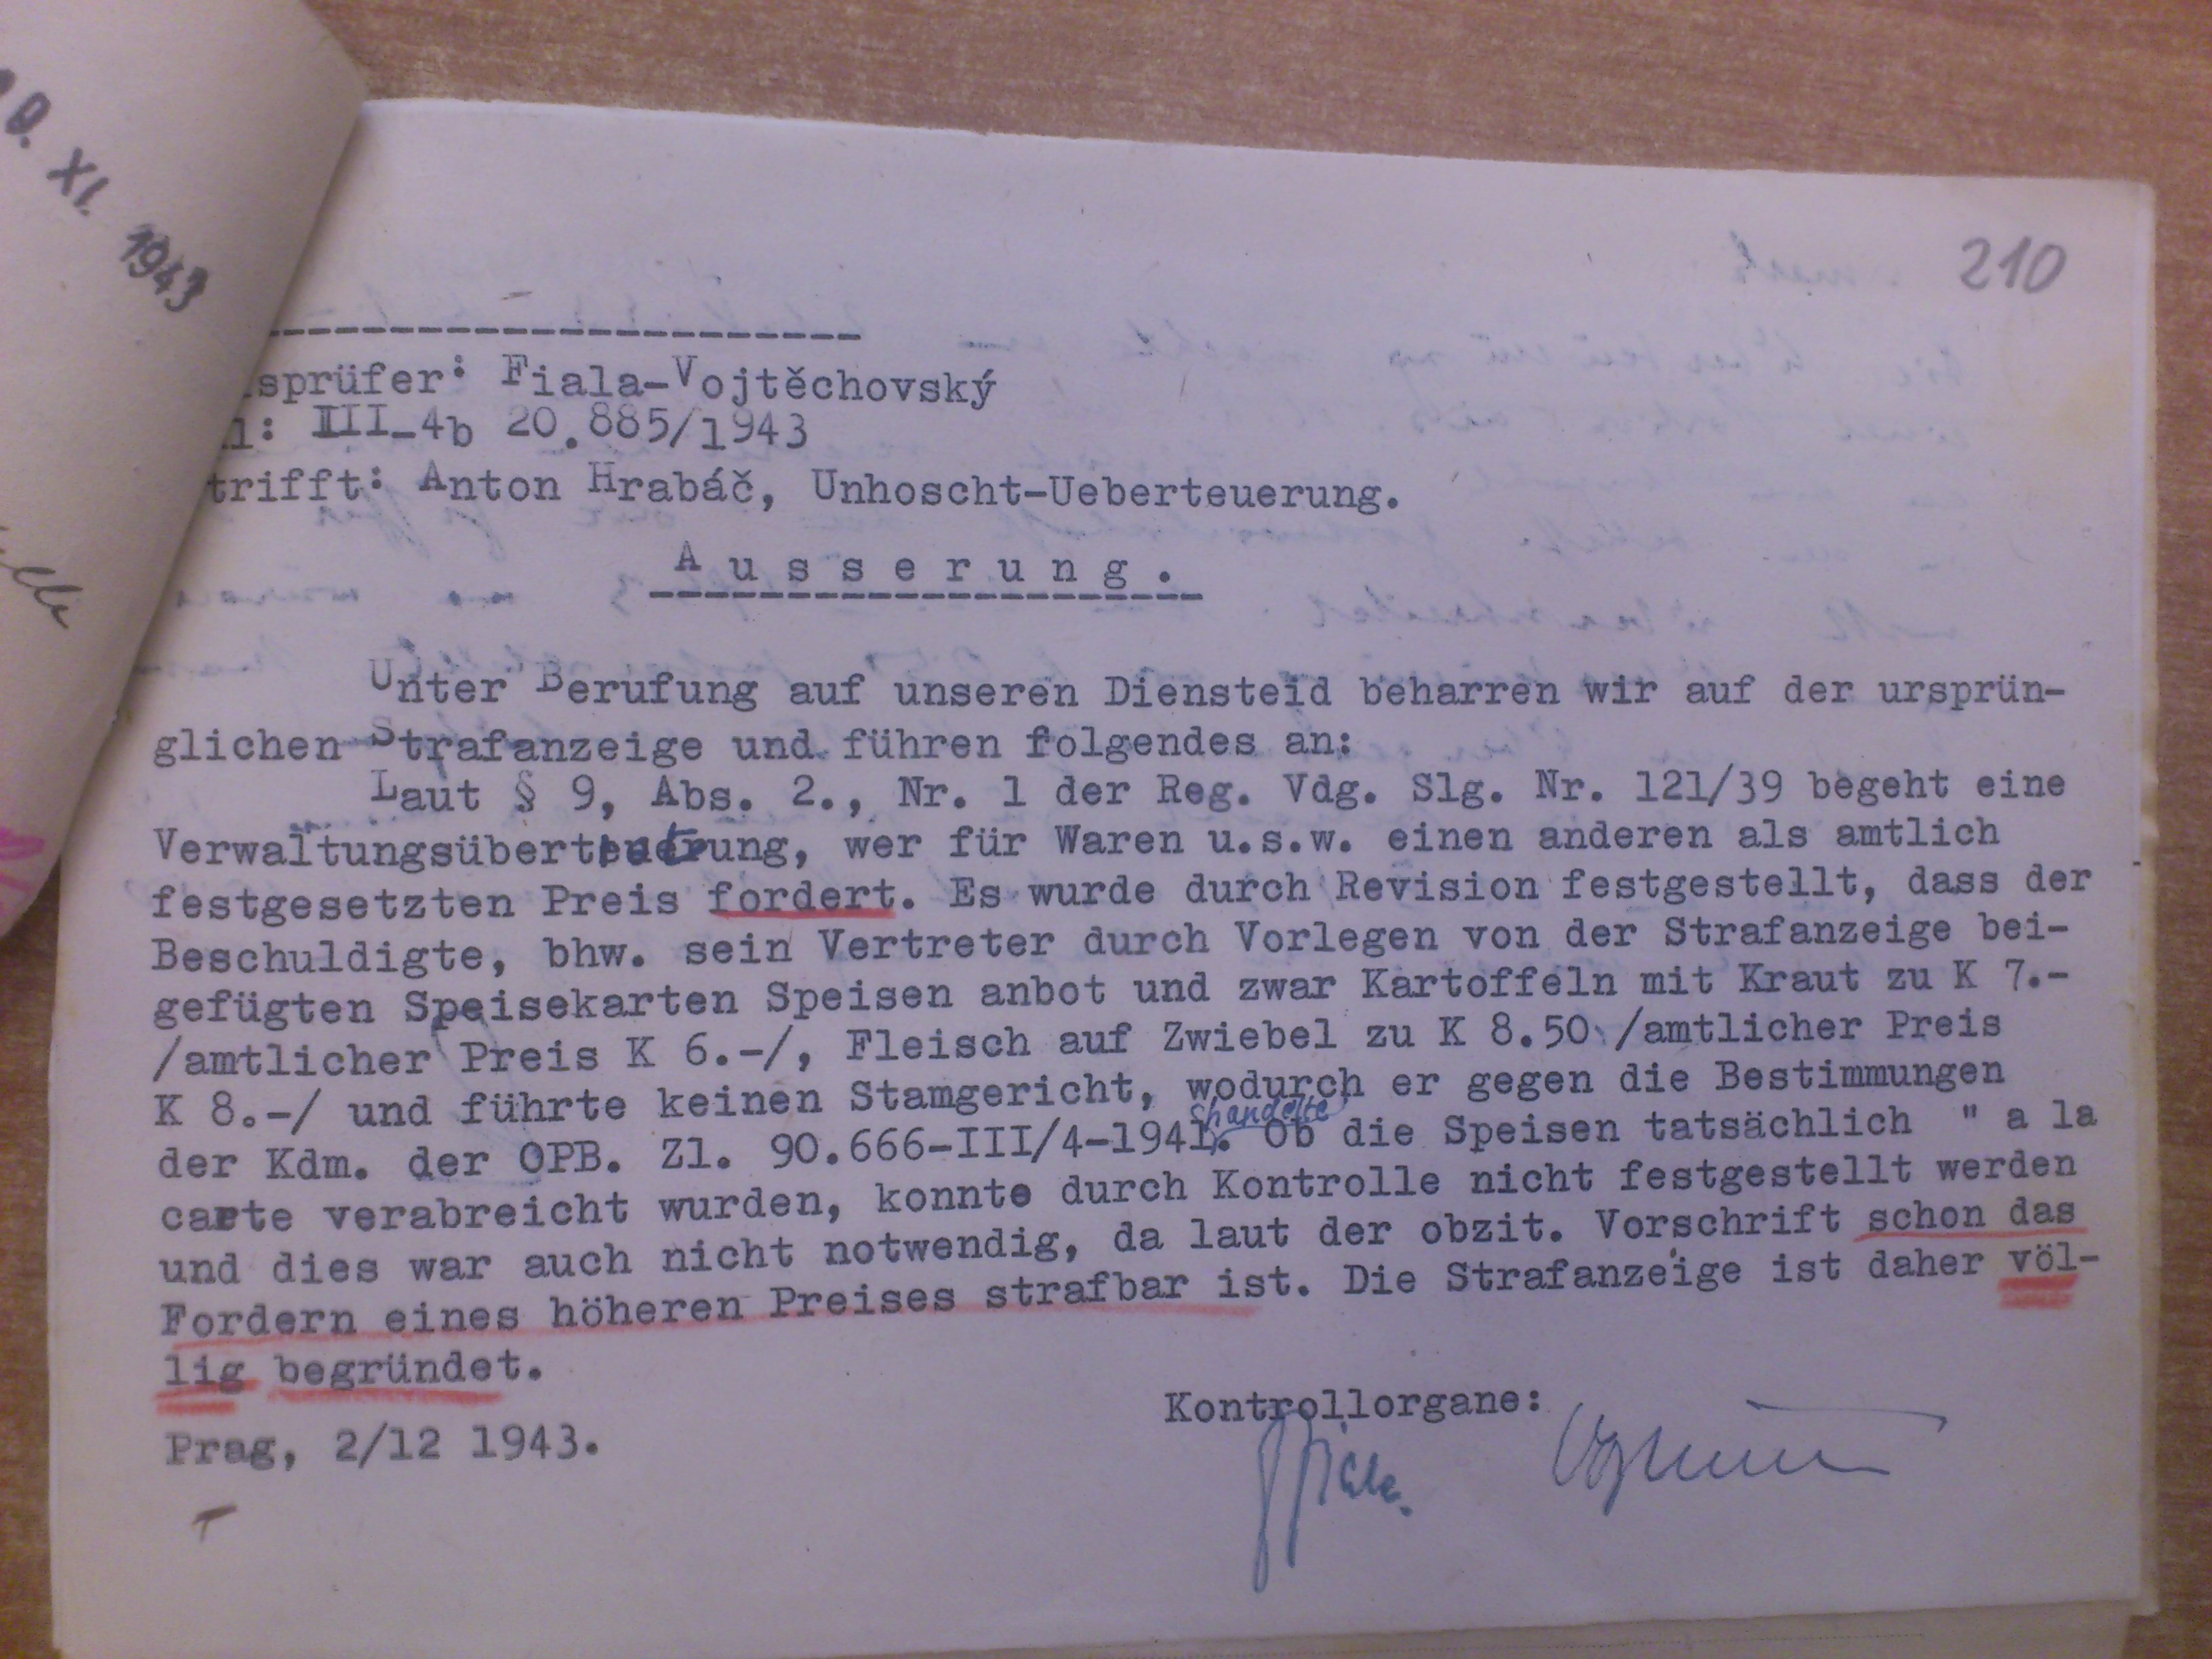 0. XI. 1943
210
sprüfer: Fiala-Vojtěchovský
l: III-4b 20.885/1943
trifft: Anton Hrabáč, Unhoscht-Ueberteuerung.
Ausserung.
Unter Berufung auf unseren Diensteid beharren wir auf der ursprün-
glichen Strafanzeige und führen folgendes an:
Laut § 9, Abs. 2., Nr. 1 der Reg. Vdg. Slg. Nr. 121/39 begeht eine
Verwaltungsübertretung, wer für Waren u.s.w. einen anderen als amtlich
festgesetzten Preis fordert. Es wurde durch Revision festgestellt, dass der
Beschuldigte, bhw. sein Vertreter durch Vorlegen von der Strafanzeige bei-
gefügten Speisekarten Speisen anbot und zwar Kartoffeln mit Kraut zu K 7.-
/amtlicher Preis K 6.-/, Fleisch auf Zwiebel zu K 8.50 /amtlicher Preis
K 8.-/ und führte keinen Stamgericht, wodurch er gegen die Bestimmungen
der Kdm. der OPB. Zl. 90.666-III/4-1941 handelte. Ob die Speisen tatsächlich " a la
carte verabreicht wurden, konnte durch Kontrolle nicht festgestellt werden
und dies war auch nicht notwendig, da laut der obzit. Vorschrift schon das
Fordern eines höheren Preises strafbar ist. Die Strafanzeige ist daher völ-
lig begründet.
Kontrollorgane:
Prag, 2/12 1943.
Fiala.